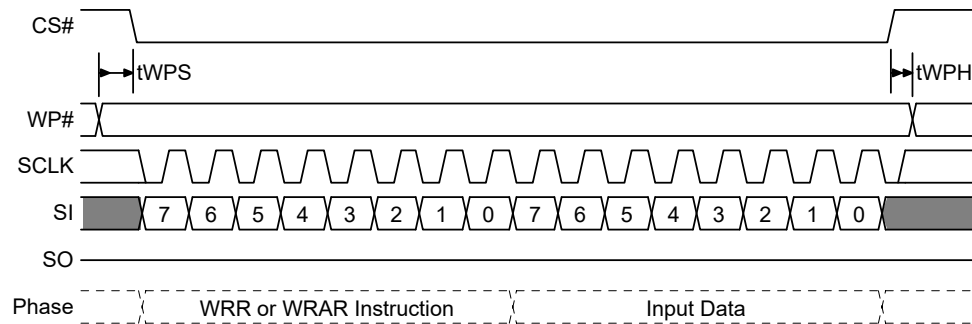 CS#
tWPS
tWPH
WP#
SCLK
SI 7 6 5 4 3 2 1 0 7 6 5 4 3 2 1 0
SO
Phase WRR or WRAR Instruction Input Data